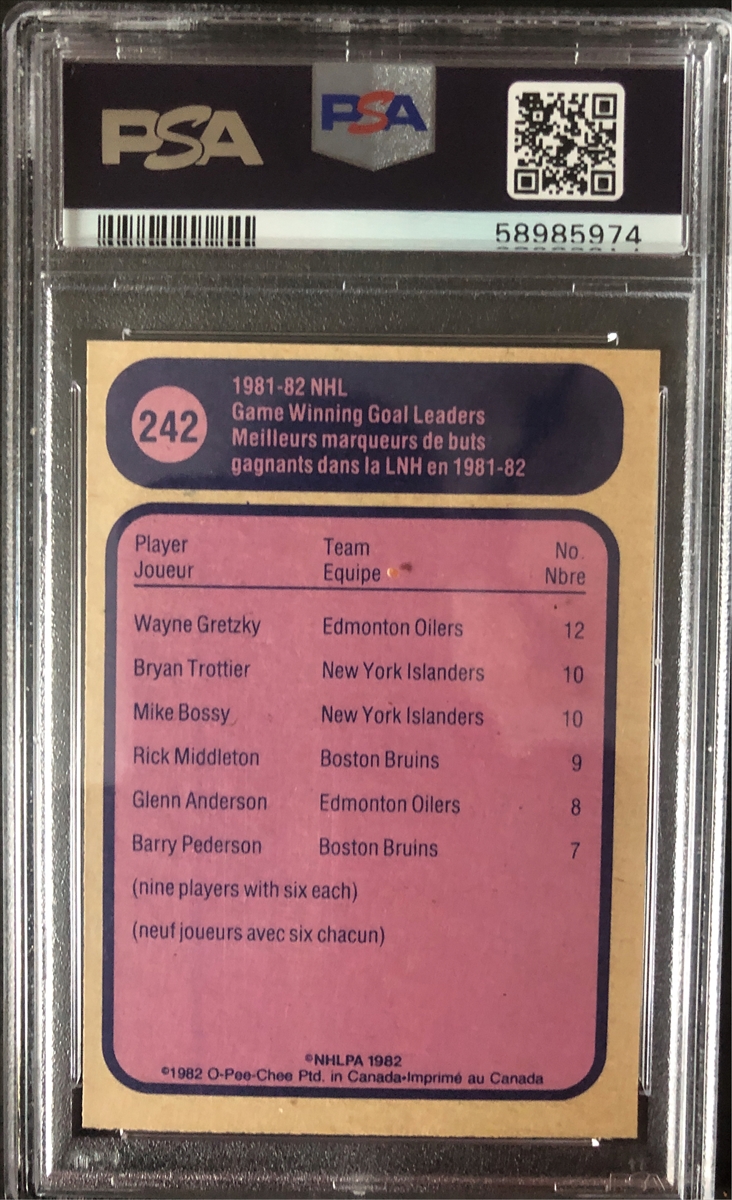 PSA
PSA
58985974
242
1981-82 NHL
Game Winning Goal Leaders
Meilleurs marqueurs de buts
gagnants dans la LNH en 1981-82
Player Team No.
Joueur Equipe Nbre
Wayne Gretzky Edmonton Oilers 12
Bryan Trottier New York Islanders 10
Mike Bossy New York Islanders 10
Rick Middleton Boston Bruins 9
Glenn Anderson Edmonton Oilers 8
Barry Pederson Boston Bruins 7
(nine players with six each)
(neuf joueurs avec six chacun)
©NHLPA 1982
©1982 O-Pee-Chee Ptd. in Canada•Imprimé au Canada